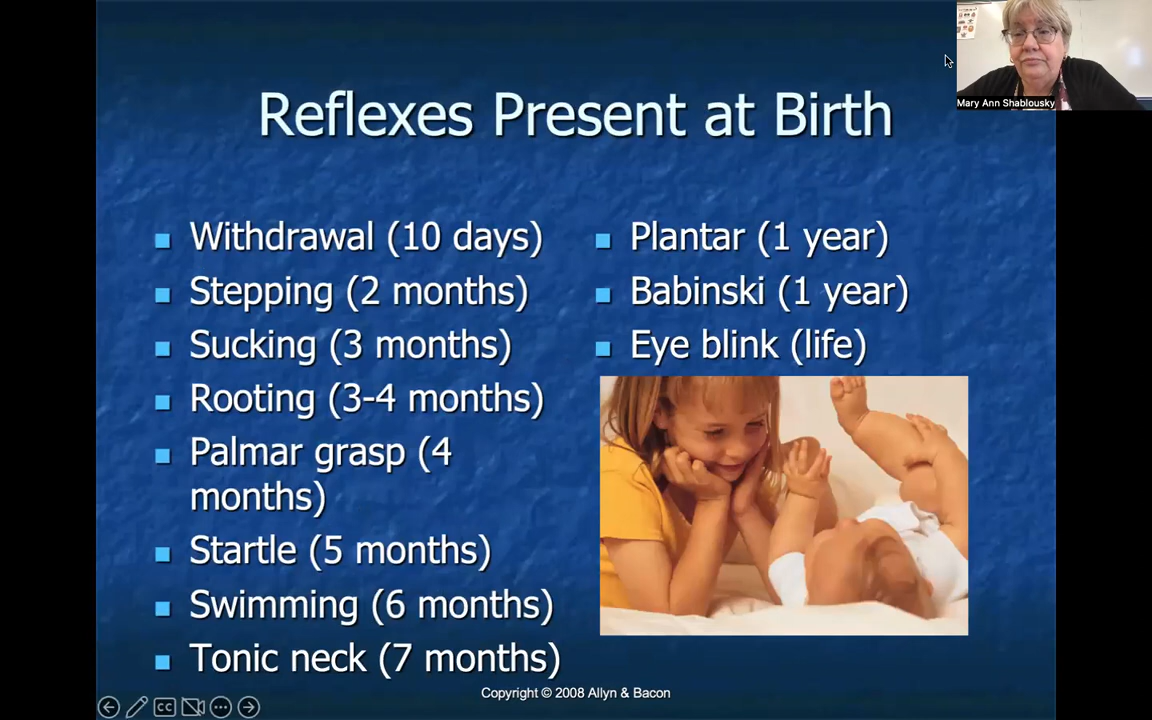 Reflexes Present at Birth
Withdrawal (10 days)
Stepping (2 months)
Sucking (3 months)
Rooting (3-4 months)
Palmar grasp (4
months)
Startle (5 months)
Swimming (6 months)
Tonic neck (7 months)
Plantar (1 year)
Babinski (1 year)
Eye blink (life)
Copyright © 2008 Allyn & Bacon
CC
Mary Ann Shablousky